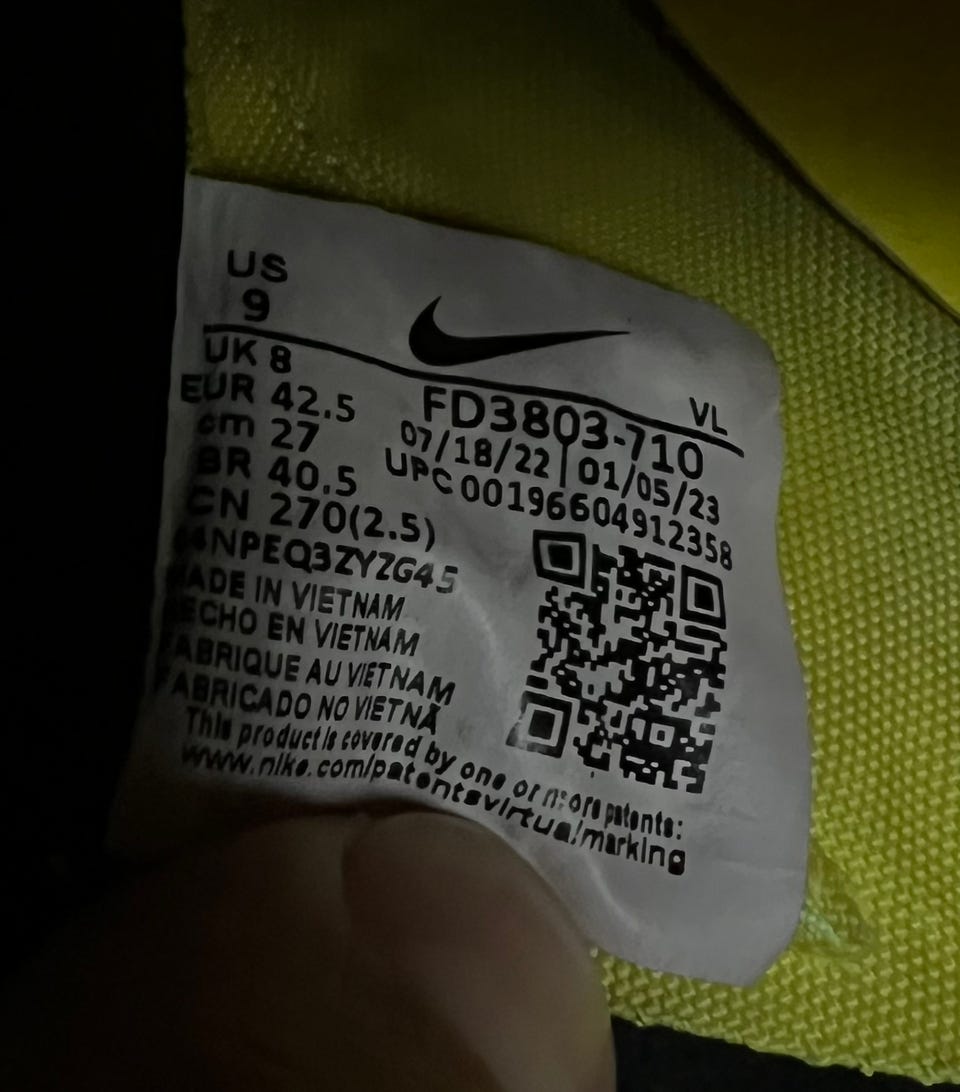 US
9
UK 8
EUR 42.5
cm 27
BR 40.5
CN 270(2.5)
VL
FD3803-710
07/18/22 | 01/05/23
UPC 00196604912358
MADE IN VIETNAM
HECHO EN VIETNAM
FABRIQUE AU VIETNAM
FABRICADO NO VIETNÃ
This product is covered by one or more patents:
www.nike.com/patentsvirtualmarking